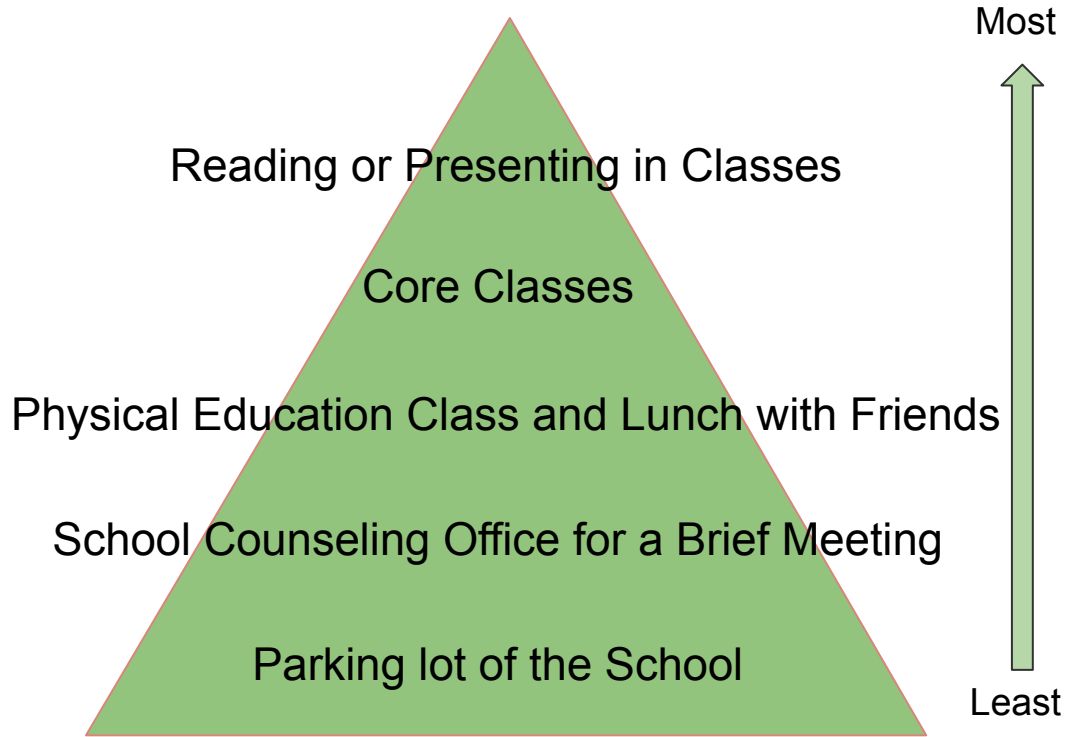 Most
Reading or Presenting in Classes
Core Classes
Physical Education Class and Lunch with Friends
School Counseling Office for a Brief Meeting
Parking lot of the School
Least